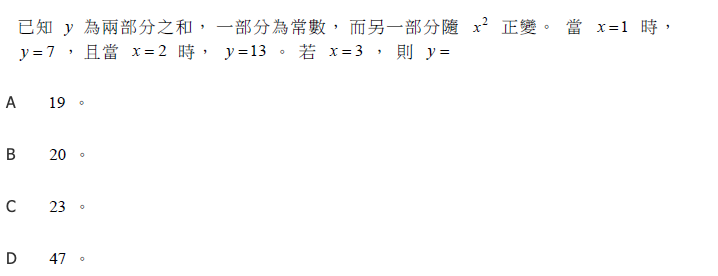 已知 y 為兩部分之和，一部分為常數，而另一部分隨 x² 正變。當 x=1 時，
y=7，且當 x=2 時，y=13。若 x=3，則 y=
A 19。
B 20。
C 23。
D 47。